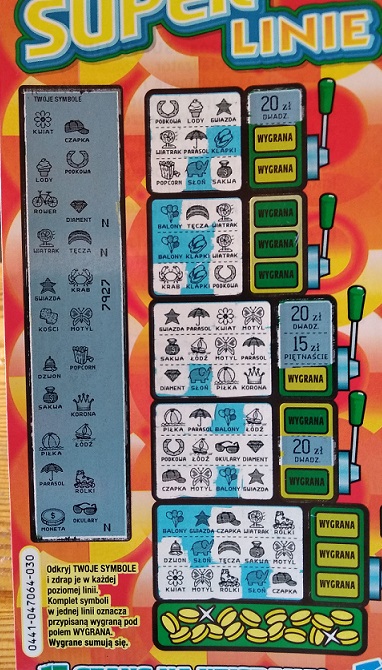 SUPER
LINIE
TWOJE SYMBOLE
KWIAT
CZAPKA
LODY
PODKOWA
ROWER
DIAMENT
N
WIATRAK
TĘCZA
N
GWIAZDA
KRAB
7927
KOŚCI
MOTYL
DZWON
POPCORN
SAKWA
KORONA
PIŁKA
ŁÓDŹ
PARASOL
ROLKI
MONETA
OKULARY
N
PODKOWA LODY GWIAZDA
20 zł
DWADZ.
WIATRAK PARASOL KLAPKI
WYGRANA
POPCORN SŁOŃ SAKWA
WYGRANA
BALONY TĘCZA WIATRAK
WYGRANA
BALONY KLAPKI WIATRAK
WYGRANA
KRAB KLAPKI PODKOWA
WYGRANA
GWIAZDA PARASOL KWIAT MOTYL
20 zł
DWADZ.
SAKWA ŁÓDŹ MOTYL PARASOL
15 zł
PIĘTNAŚCIE
DIAMENT SŁOŃ PIŁKA KORONA
WYGRANA
PIŁKA PARASOL BALONY ŁÓDŹ
WYGRANA
PODKOWA ŁÓDŹ OKULARY DIAMENT
20 zł
DWADZ.
CZAPKA MOTYL BALONY GWIAZDA
WYGRANA
BALONY GWIAZDA CZAPKA WIATRAK ROLKI
WYGRANA
DZWON SŁOŃ TĘCZA SŁOŃ ROLKI
WYGRANA
KWIAT MOTYL SAKWA SŁOŃ CZAPKA
WYGRANA
0441-047064-030
Odkryj TWOJE SYMBOLE
i zdrap je w każdej
poziomej linii.
Komplet symboli
w jednej linii oznacza
przypisaną wygraną pod
polem WYGRANA.
Wygrane sumują się.